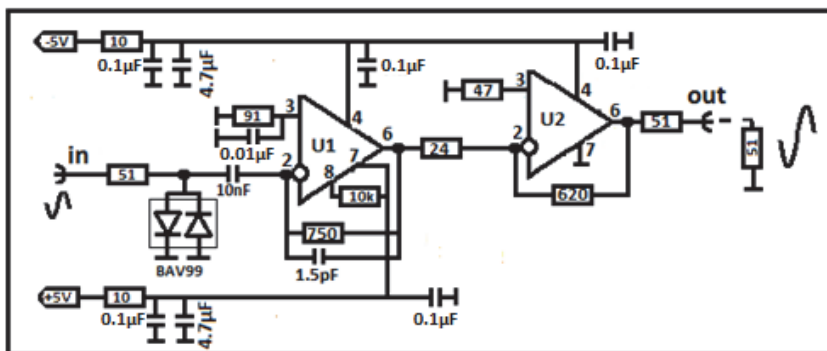 -5V
10
0.1µF
4.7µF
0.1µF
0.1µF
91
3
4
0.01µF
U1
6
7
in
51
10nF
2
8
10k
750
1.5pF
BAV99
24
47
3
4
U2
6
2
7
620
51
out
51
+5V
10
0.1µF
4.7µF
0.1µF